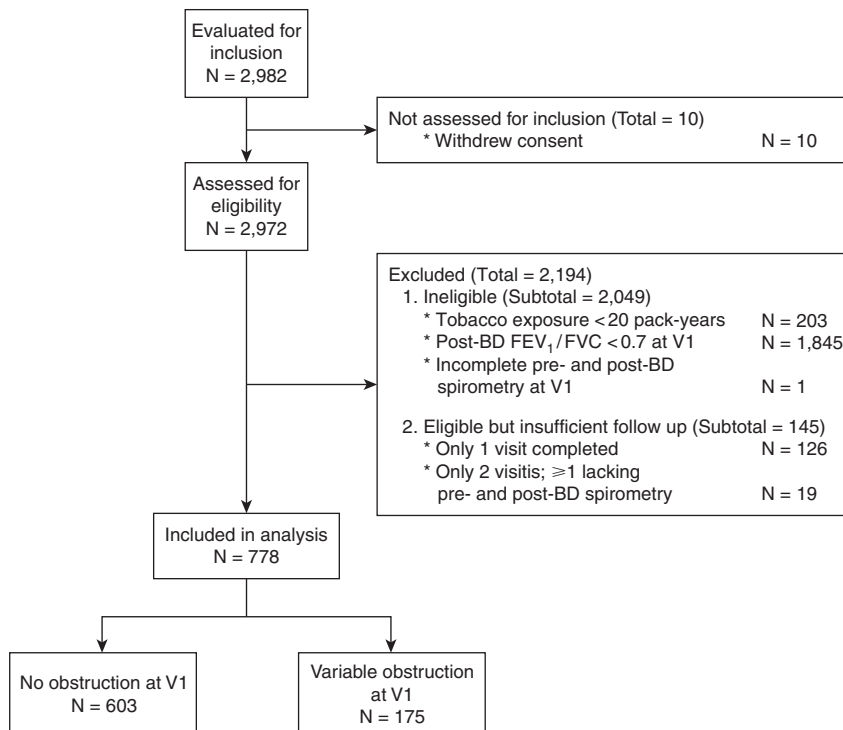 Evaluated for
inclusion
N = 2,982
Not assessed for inclusion (Total = 10)
* Withdrew consent N = 10
Assessed for
eligibility
N = 2,972
Excluded (Total = 2,194)
1. Ineligible (Subtotal = 2,049)
* Tobacco exposure <20 pack-years N = 203
* Post-BD FEV₁/FVC <0.7 at V1 N = 1,845
* Incomplete pre- and post-BD
spirometry at V1 N = 1
2. Eligible but insufficient follow up (Subtotal = 145)
* Only 1 visit completed N = 126
* Only 2 visitis; ⩾1 lacking
pre- and post-BD spirometry N = 19
Included in analysis
N = 778
No obstruction at V1
N = 603
Variable obstruction
at V1
N = 175